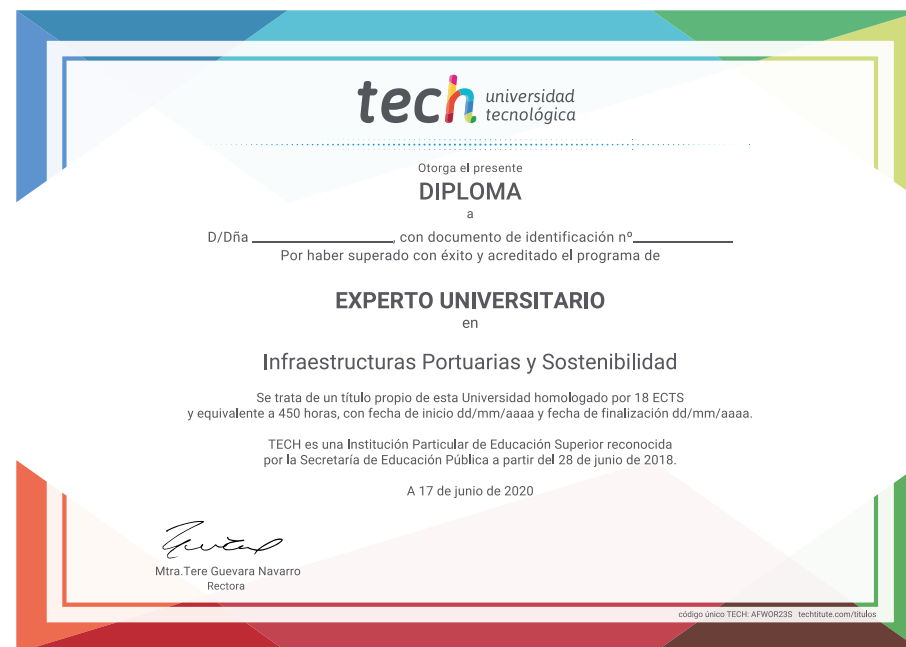 tech universidad
tecnológica
Otorga el presente
DIPLOMA
a
D/Dña ____________________, con documento de identificación nº______________
Por haber superado con éxito y acreditado el programa de
EXPERTO UNIVERSITARIO
en
Infraestructuras Portuarias y Sostenibilidad
Se trata de un título propio de esta Universidad homologado por 18 ECTS
y equivalente a 450 horas, con fecha de inicio dd/mm/aaaa y fecha de finalización dd/mm/aaaa.
TECH es una Institución Particular de Educación Superior reconocida
por la Secretaría de Educación Pública a partir del 28 de junio de 2018.
A 17 de junio de 2020
Mtra.Tere Guevara Navarro
Rectora
código único TECH: AFWOR23S techtitute.com/titulos